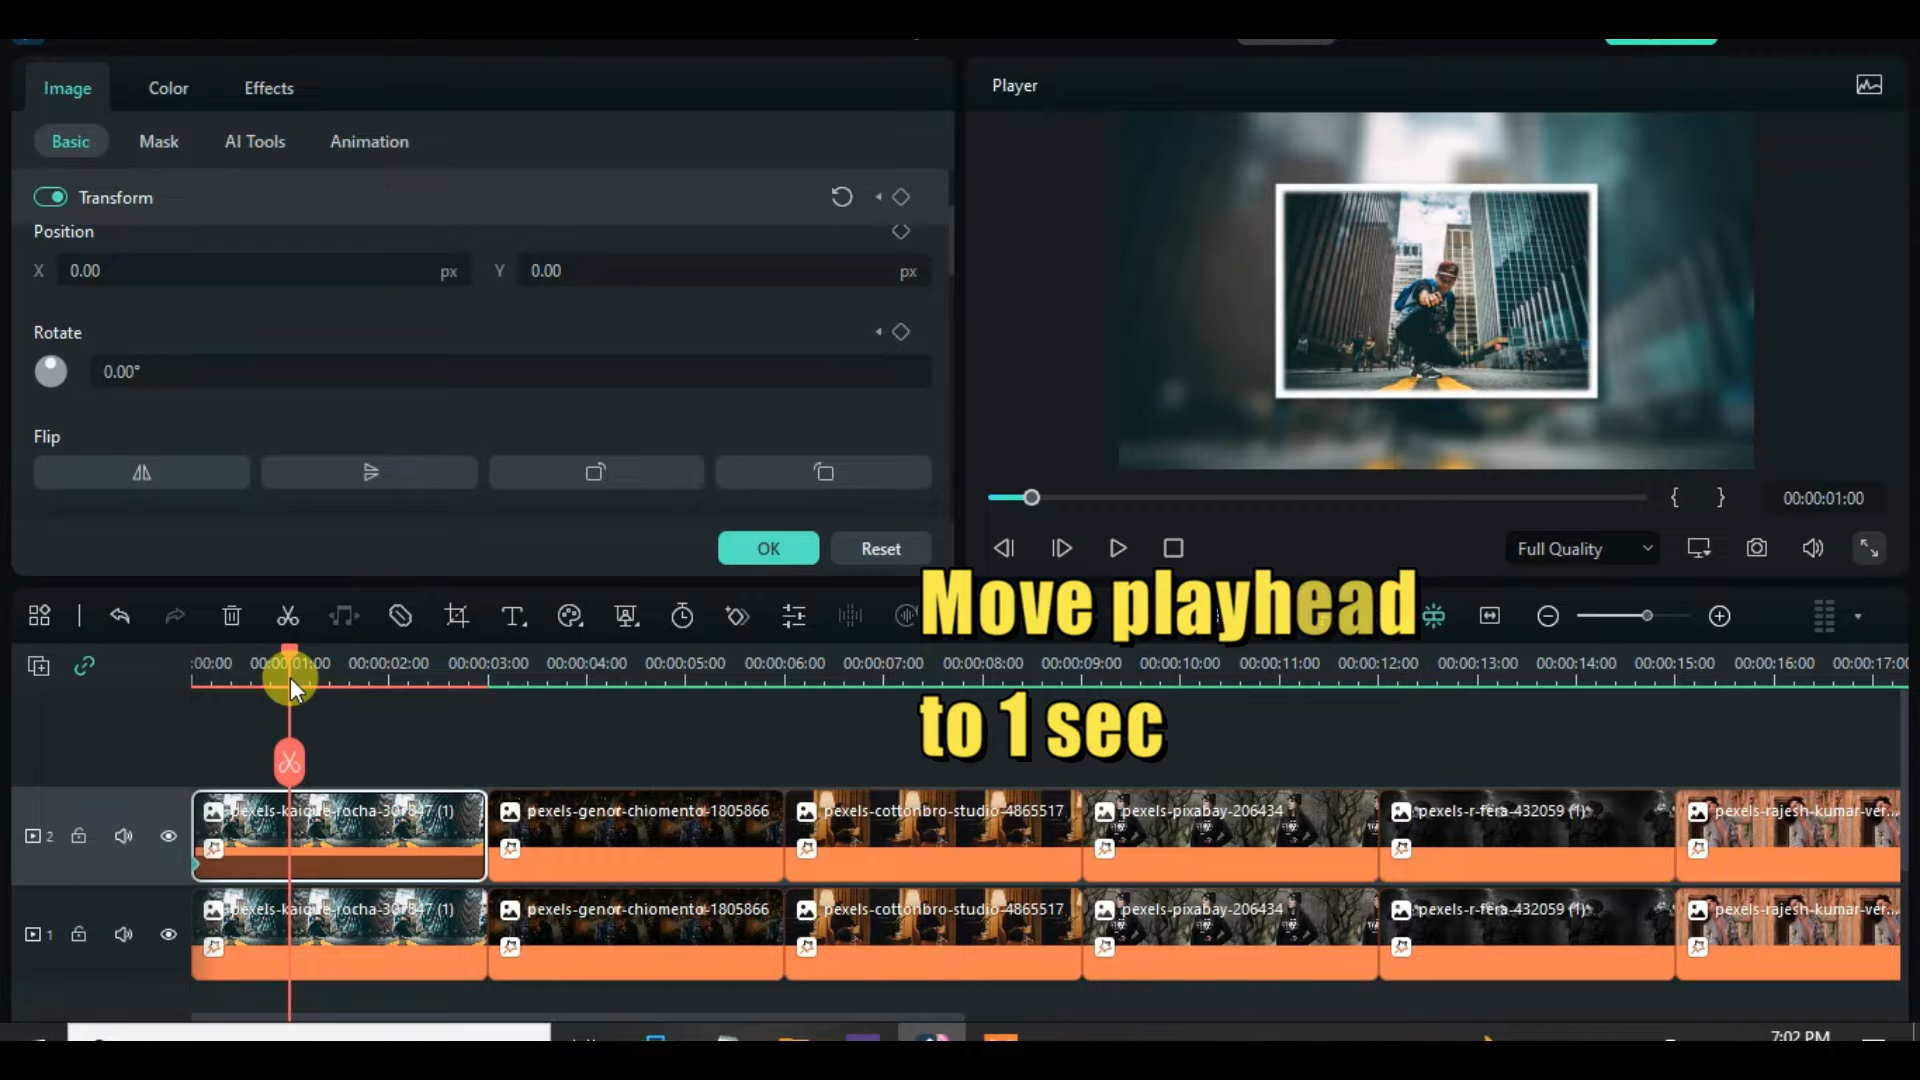 Image Color Effects
Player
Basic Mask AI Tools Animation
Transform
Position
X 0.00 px Y 0.00 px
Rotate
0.00°
Flip
{ } 00:00:01:00
OK Reset
Full Quality
Move playhead
:00:00 00:00:01:00 00:00:02:00 00:00:03:00 00:00:04:00 00:00:05:00 00:00:06:00 00:00:07:00 00:00:08:00 00:00:09:00 00:00:10:00 00:00:11:00 00:00:12:00 00:00:13:00 00:00:14:00 00:00:15:00 00:00:16:00 00:00:17:00
to 1 sec
2 pexels-kaique-rocha-307847 (1) pexels-genor-chiomento-1805866 pexels-cottonbro-studio-4865517 pexels-pixabay-206434 pexels-r-fera-432059 (1) pexels-rajesh-kumar-ver...
1 pexels-kaique-rocha-307847 (1) pexels-genor-chiomento-1805866 pexels-cottonbro-studio-4865517 pexels-pixabay-206434 pexels-r-fera-432059 (1) pexels-rajesh-kumar-ver...
7:02 PM